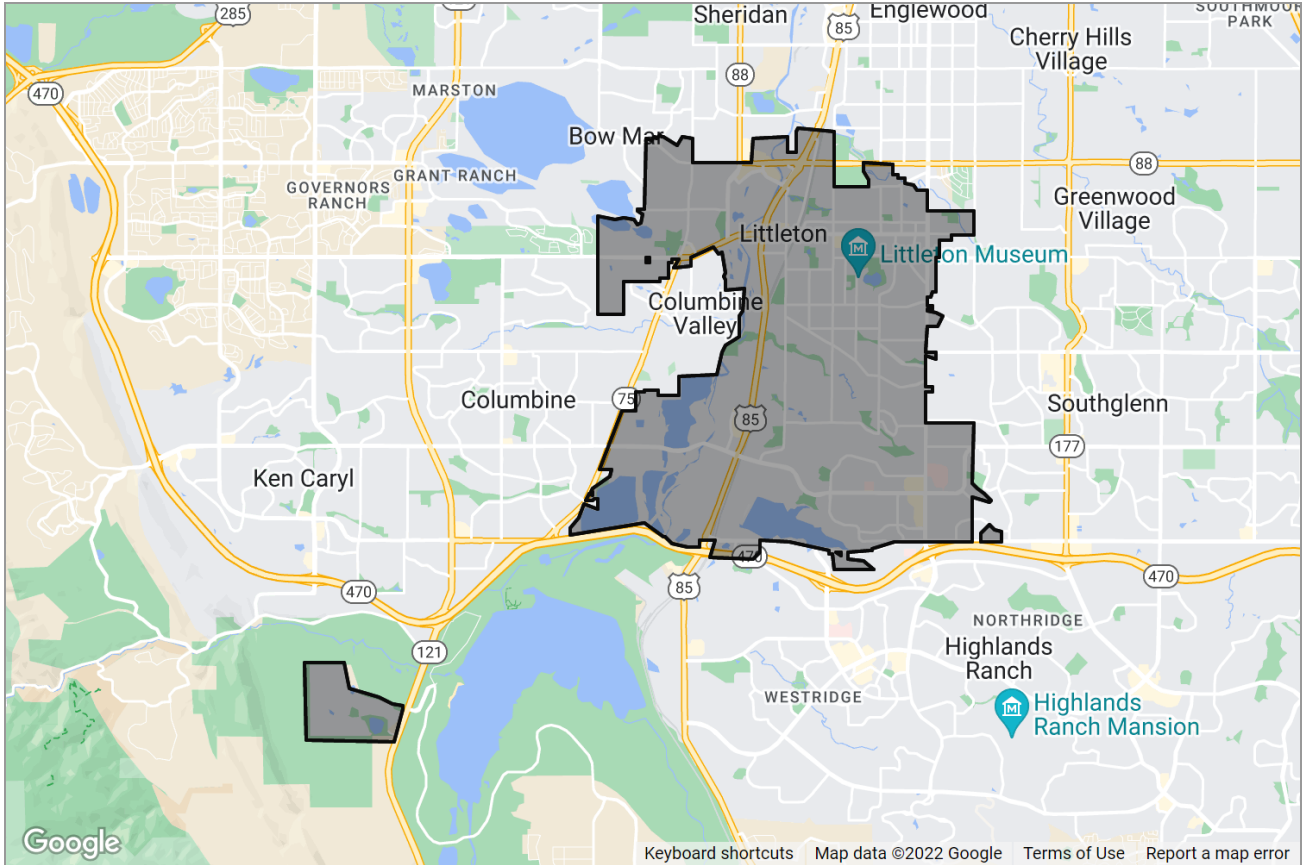 285
Sheridan
Englewood
SOUTHMOOR
PARK
85
Cherry Hills
Village
88
470
MARSTON
Bow Mar
88
GRANT RANCH
GOVERNORS
RANCH
Greenwood
Village
Littleton
Littleton Museum
Columbine
Valley
75
Columbine
85
Southglenn
177
Ken Caryl
470
470
470
85
NORTHRIDGE
121
Highlands
Ranch
WESTRIDGE
Highlands
Ranch Mansion
Google
Keyboard shortcuts
Map data ©2022 Google
Terms of Use
Report a map error